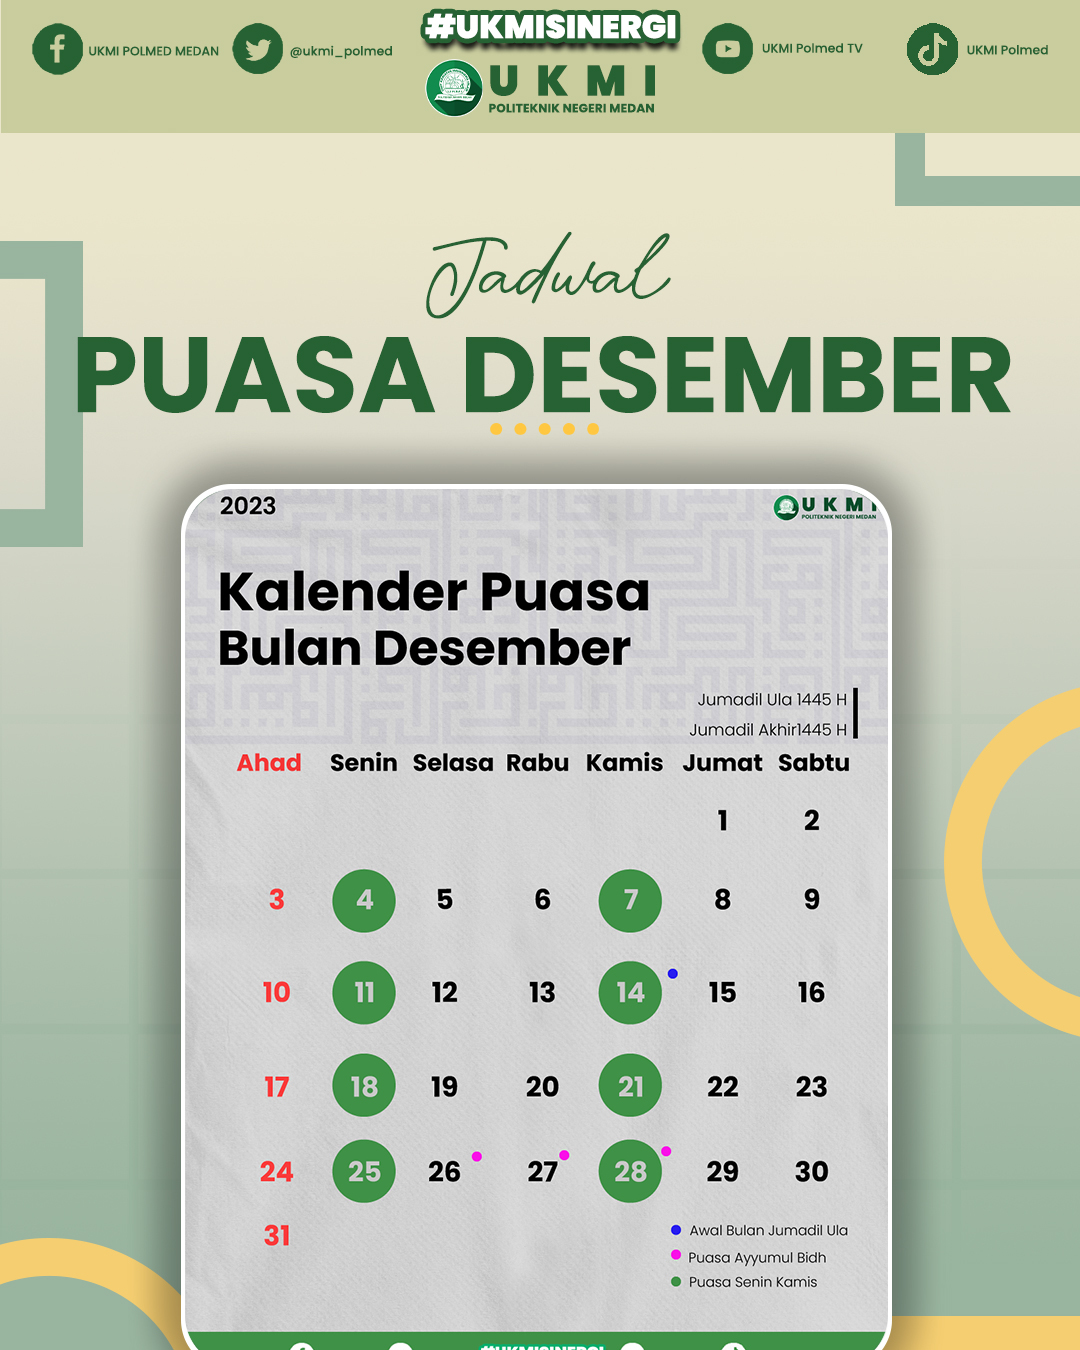 UKMI POLMED MEDAN
@ukmi_polmed
#UKMISINERGI
UKMI
POLITEKNIK NEGERI MEDAN
UKMI Polmed TV
UKMI Polmed
Jadwal
PUASA DESEMBER
2023
UKMI
POLITEKNIK NEGERI MEDAN
Kalender Puasa
Bulan Desember
Jumadil Ula 1445 H
Jumadil Akhir1445 H
Ahad Senin Selasa Rabu Kamis Jumat Sabtu
1 2
3 4 5 6 7 8 9
10 11 12 13 14 15 16
17 18 19 20 21 22 23
24 25 26 27 28 29 30
31
Awal Bulan Jumadil Ula
Puasa Ayyumul Bidh
Puasa Senin Kamis
#UKMISINERGI